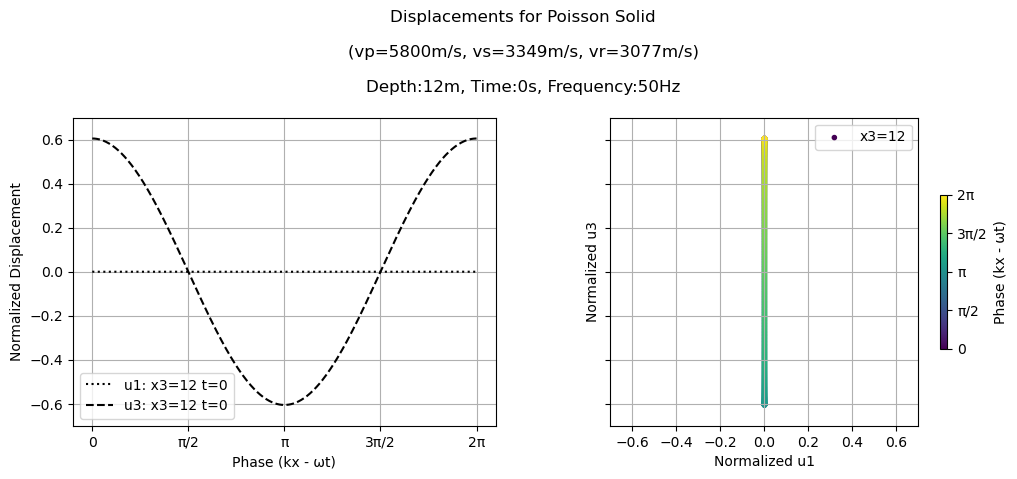 Displacements for Poisson Solid
(vp=5800m/s, vs=3349m/s, vr=3077m/s)
Depth:12m, Time:0s, Frequency:50Hz
Normalized Displacement
0.6
0.4
0.2
0.0
−0.2
−0.4
−0.6
u1: x3=12 t=0
u3: x3=12 t=0
0 π/2 π 3π/2 2π
Phase (kx - ωt)
Normalized u3
x3=12
−0.6 −0.4 −0.2 0.0 0.2 0.4 0.6
Normalized u1
2π
3π/2
π
π/2
0
Phase (kx - ωt)